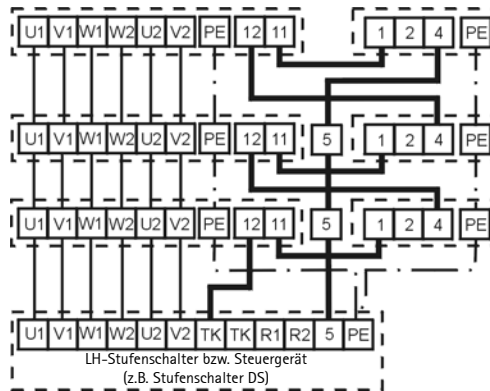 U1 V1 W1 W2 U2 V2 PE 12 11 1 2 4 PE
U1 V1 W1 W2 U2 V2 PE 12 11 5 1 2 4 PE
U1 V1 W1 W2 U2 V2 PE 12 11 5 1 2 4 PE
U1 V1 W1 W2 U2 V2 TK TK R1 R2 5 PE
LH-Stufenschalter bzw. Steuergerät
(z.B. Stufenschalter DS)